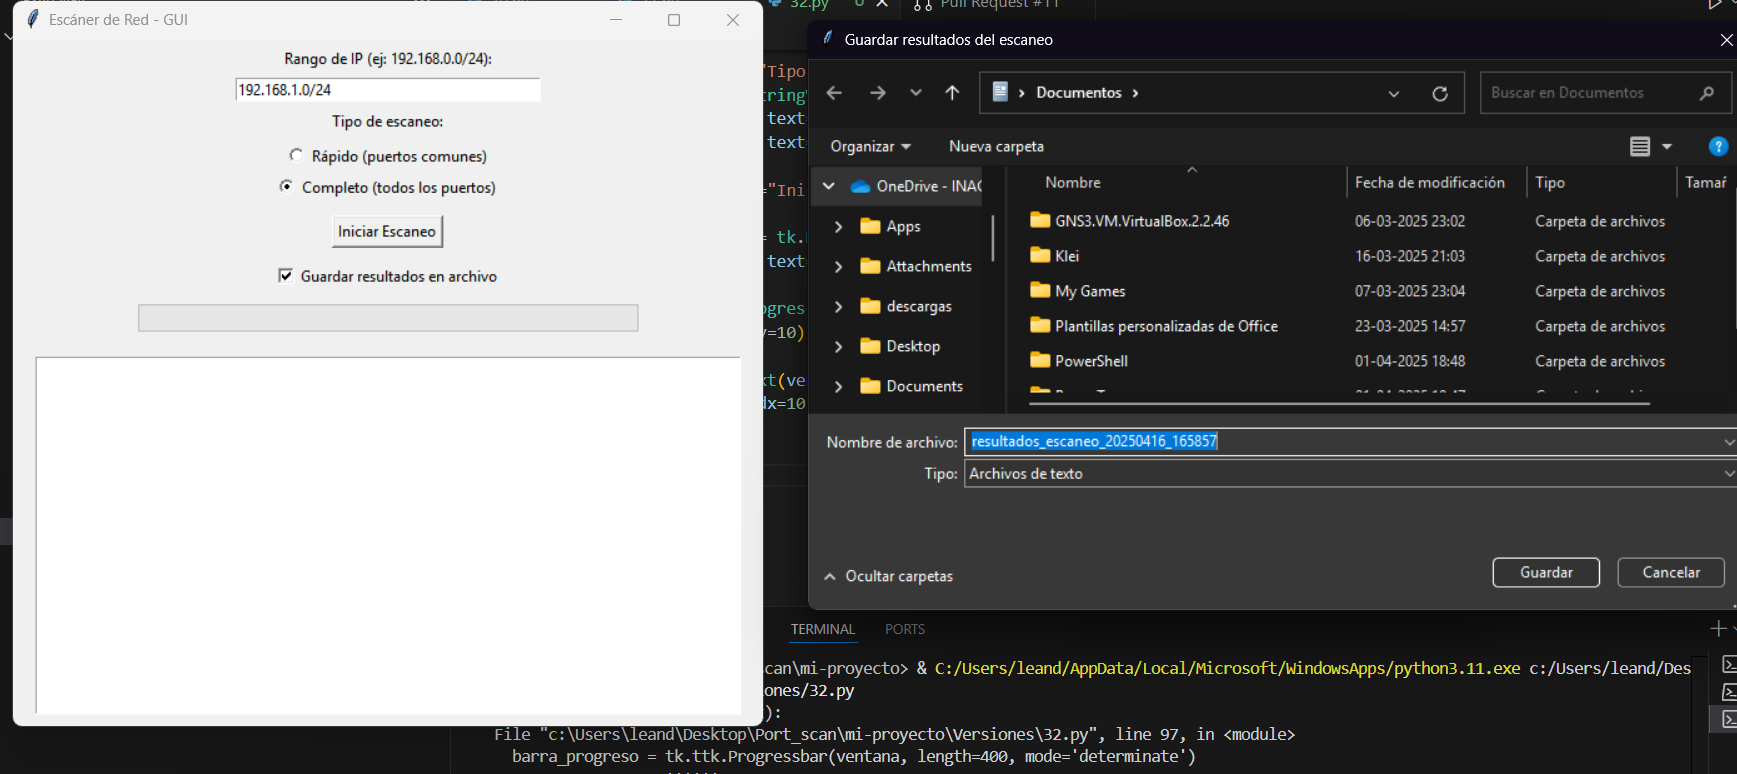 Escáner de Red - GUI
Rango de IP (ej: 192.168.0.0/24):
192.168.1.0/24
Tipo de escaneo:
Rápido (puertos comunes)
Completo (todos los puertos)
Iniciar Escaneo
Guardar resultados en archivo
32.py
Pull Request #11
"Tipo
tring
text
text
="Ini
= tk.
text=
ogres
y=10)
xt(ve
dx=10
Guardar resultados del escaneo
Documentos
Buscar en Documentos
Organizar
Nueva carpeta
OneDrive - INAC
Apps
Attachments
descargas
Desktop
Documents
Nombre Fecha de modificación Tipo Tamañ
GNS3.VM.VirtualBox.2.2.46 06-03-2025 23:02 Carpeta de archivos
Klei 16-03-2025 21:03 Carpeta de archivos
My Games 07-03-2025 23:04 Carpeta de archivos
Plantillas personalizadas de Office 23-03-2025 14:57 Carpeta de archivos
PowerShell 01-04-2025 18:48 Carpeta de archivos
Nombre de archivo: resultados_escaneo_20250416_165857
Tipo: Archivos de texto
Ocultar carpetas
Guardar
Cancelar
TERMINAL PORTS
can\mi-proyecto> & C:/Users/leand/AppData/Local/Microsoft/WindowsApps/python3.11.exe c:/Users/leand/Des
ones/32.py
):
File "c:\Users\leand\Desktop\Port_scan\mi-proyecto\Versiones\32.py", line 97, in <module>
barra_progreso = tk.ttk.Progressbar(ventana, length=400, mode='determinate')